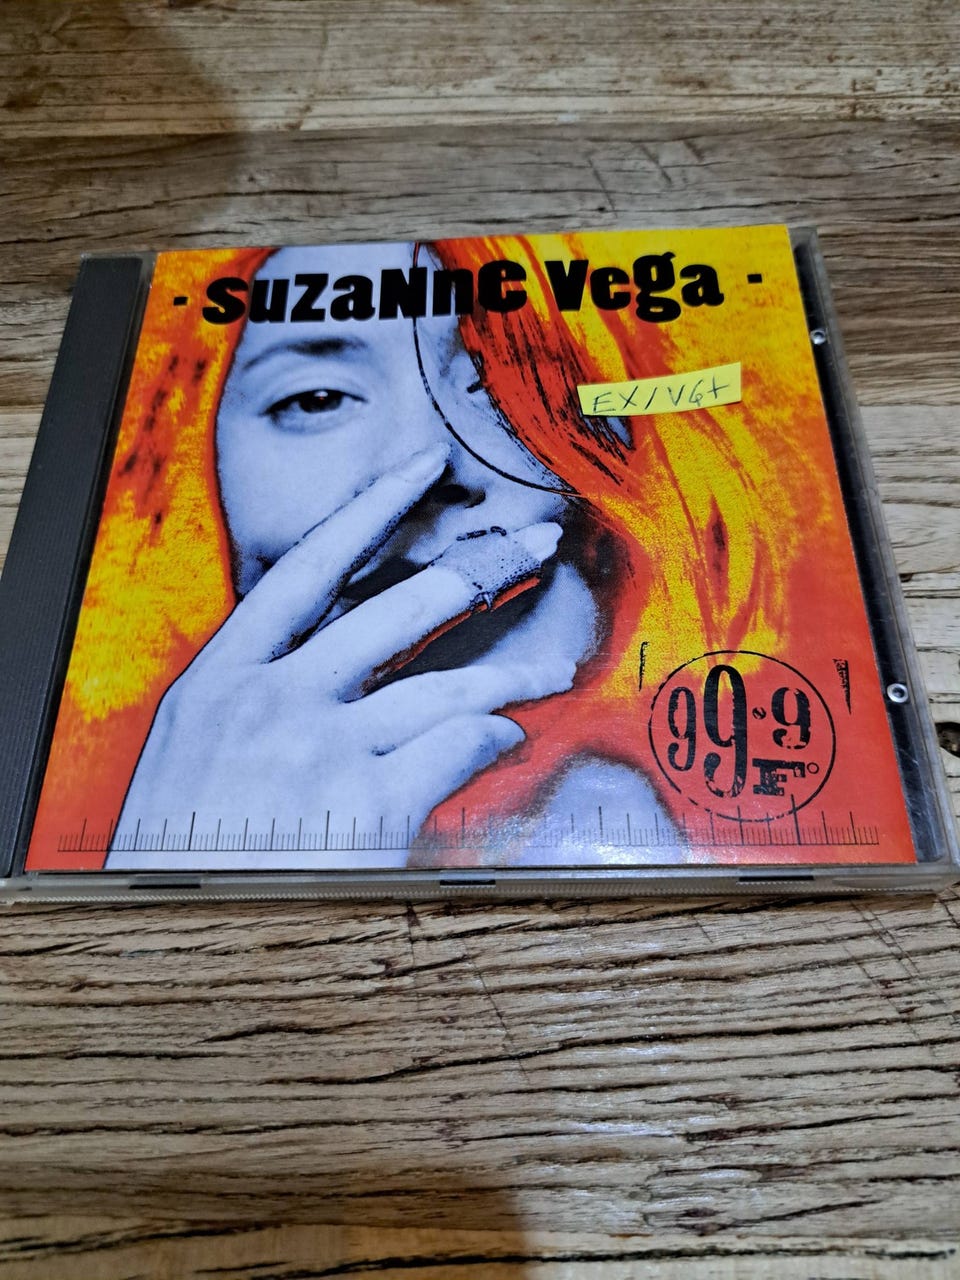 - suzaNne Vega -
EX/VG+
99.9
F°